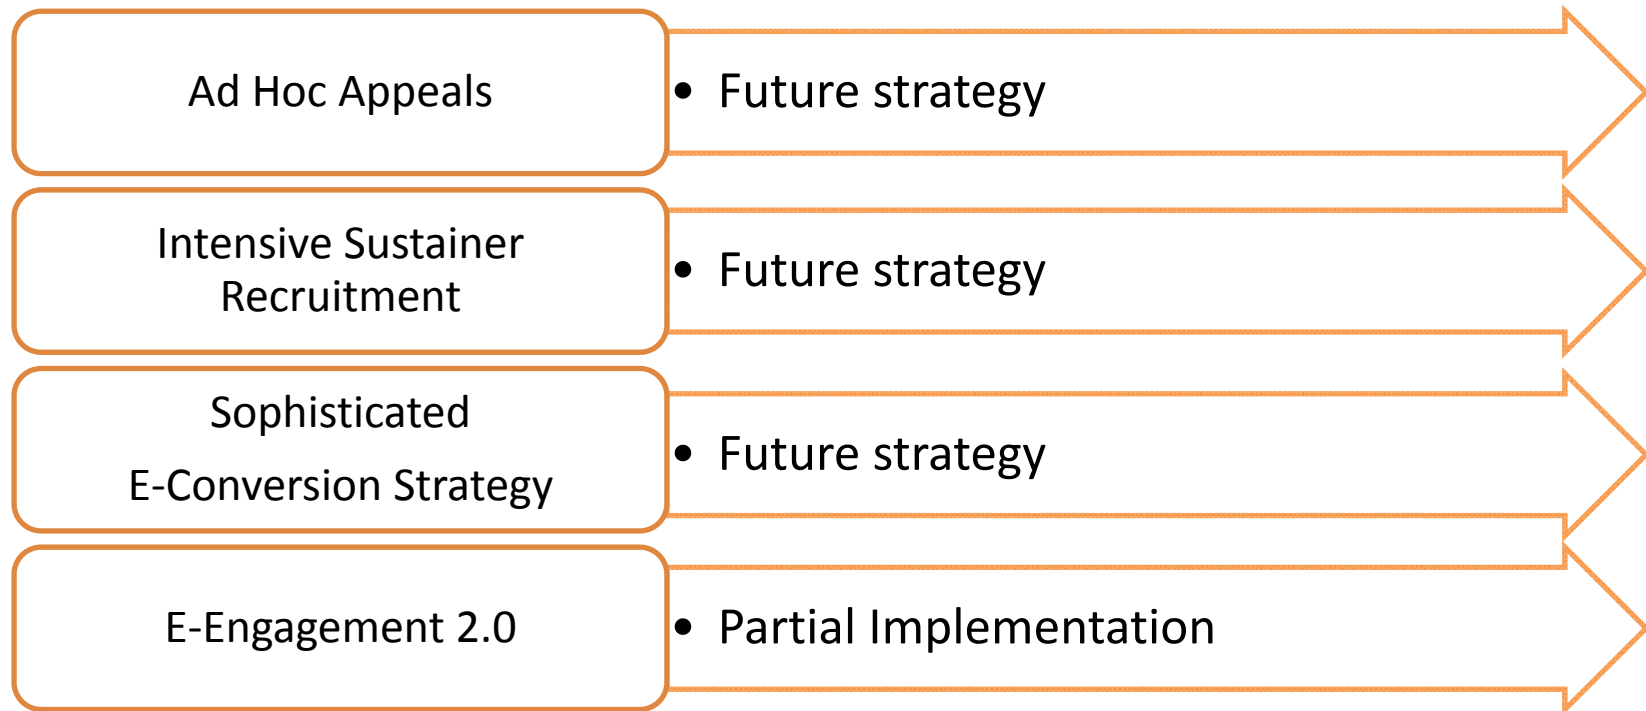 Ad Hoc Appeals
• Future strategy
Intensive Sustainer
Recruitment
• Future strategy
Sophisticated
E-Conversion Strategy
• Future strategy
E-Engagement 2.0
• Partial Implementation